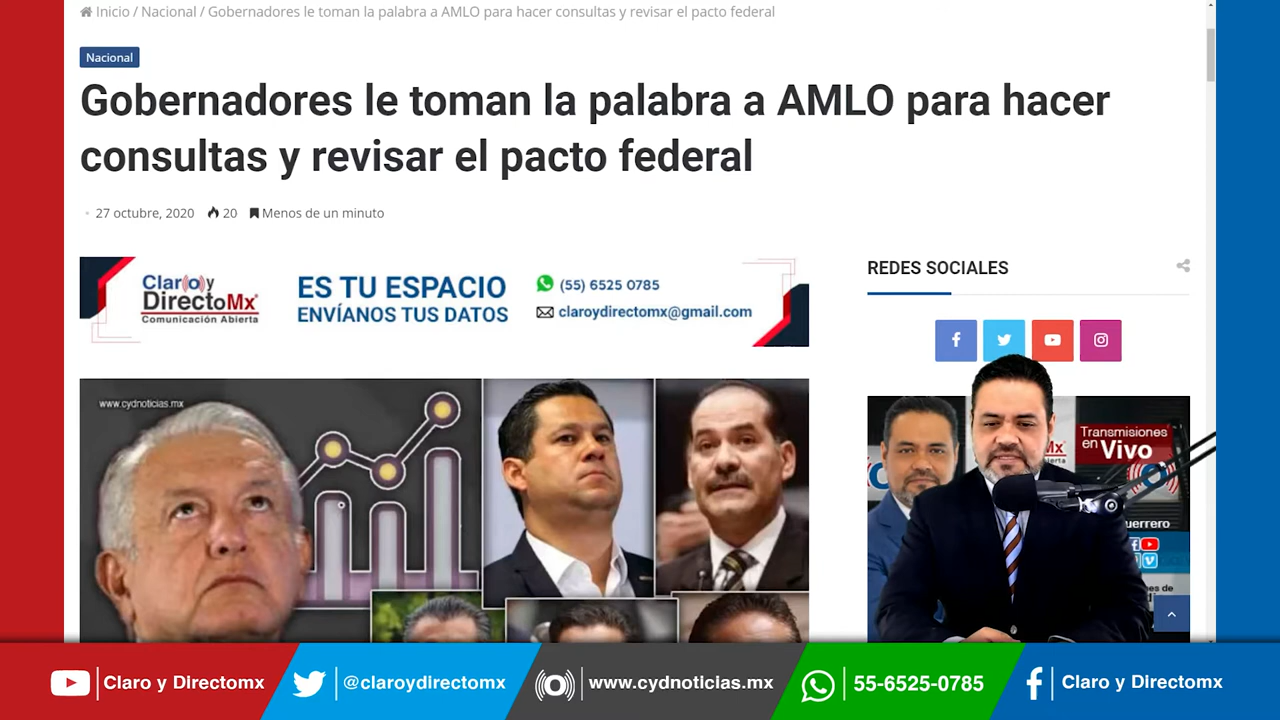 Inicio / Nacional / Gobernadores le toman la palabra a AMLO para hacer consultas y revisar el pacto federal
Nacional
Gobernadores le toman la palabra a AMLO para hacer
consultas y revisar el pacto federal
27 octubre, 2020 20 Menos de un minuto
Claro y
DirectoMx
Comunicación Abierta
ES TU ESPACIO
ENVÍANOS TUS DATOS
(55) 6525 0785
claroydirectomx@gmail.com
REDES SOCIALES
www.cydnoticias.mx
Transmisiones
en Vivo
Mx
Guerrero
Claro y Directomx
@claroydirectomx
www.cydnoticias.mx
55-6525-0785
Claro y Directomx